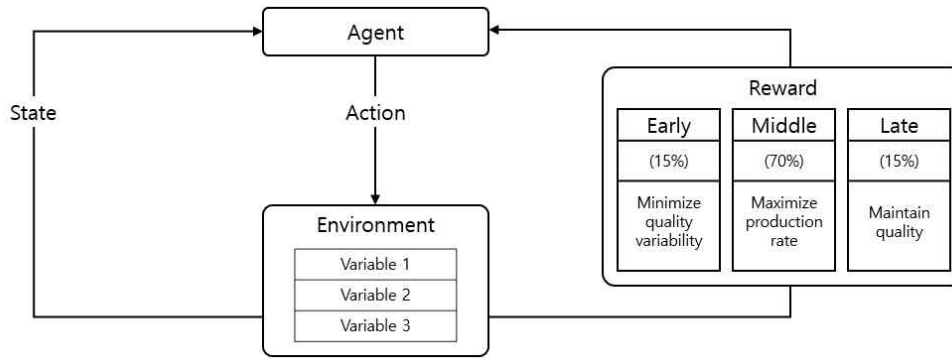 Agent
State
Action
Reward
Early
Middle
Late
(15%)
(70%)
(15%)
Minimize
quality
variability
Maximize
production
rate
Maintain
quality
Environment
Variable 1
Variable 2
Variable 3